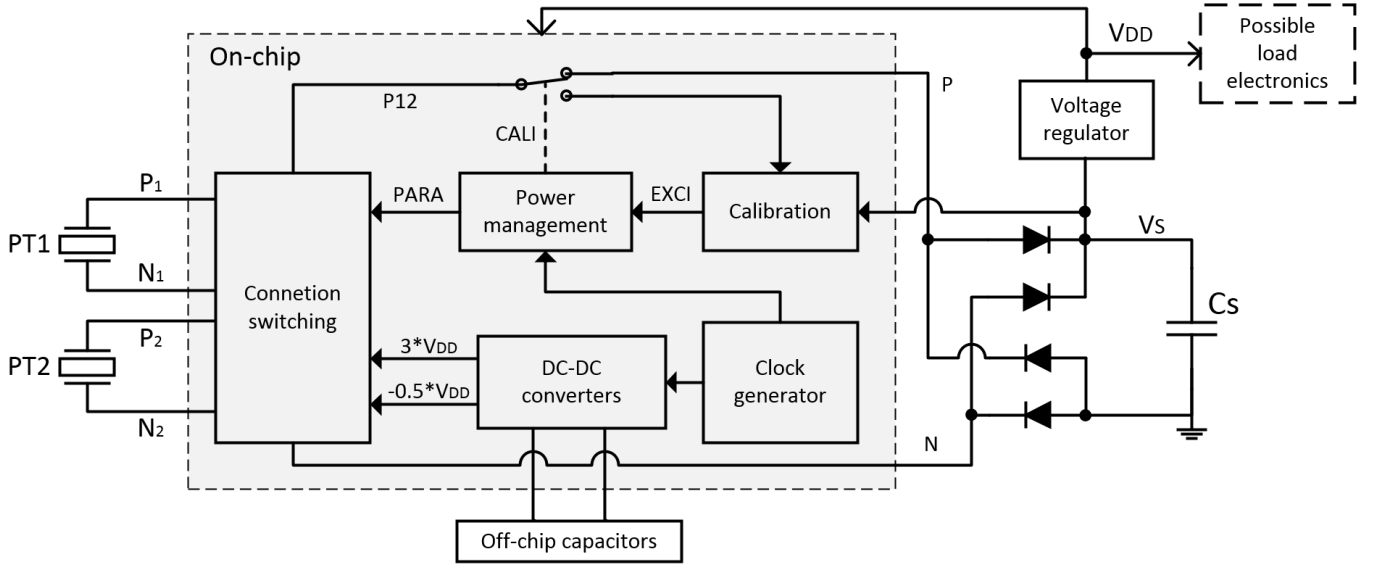 On-chip
VDD
Possible
load
electronics
P12
P
Voltage
regulator
CALI
P1
PARA
Power
management
EXCI
Calibration
PT1
VS
N1
Connetion
switching
Cs
P2
3*VDD
DC-DC
converters
Clock
generator
PT2
-0.5*VDD
N2
N
Off-chip capacitors